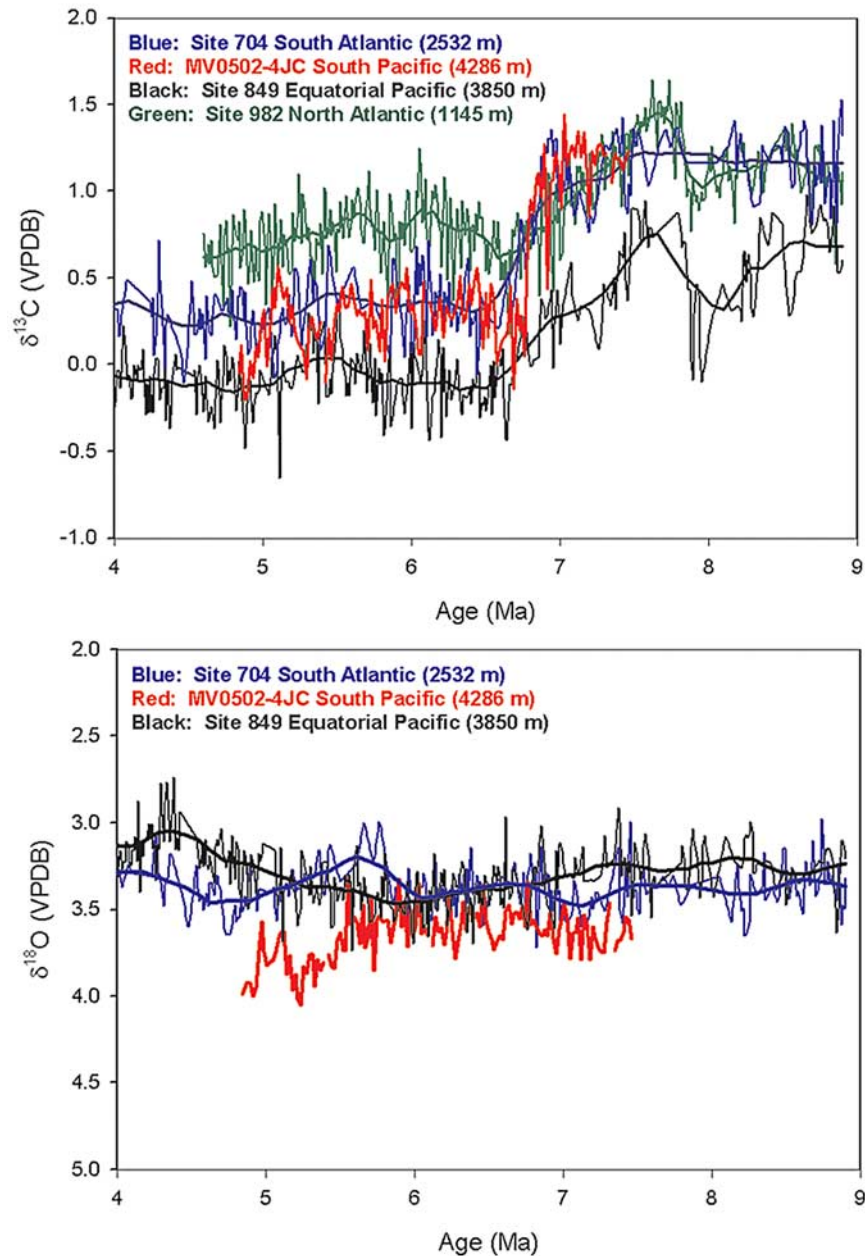 2.0
Blue: Site 704 South Atlantic (2532 m)
Red: MV0502-4JC South Pacific (4286 m)
Black: Site 849 Equatorial Pacific (3850 m)
Green: Site 982 North Atlantic (1145 m)
1.5
1.0
0.5
0.0
-0.5
-1.0
δ13C (VPDB)
4 5 6 7 8 9
Age (Ma)
2.0
Blue: Site 704 South Atlantic (2532 m)
Red: MV0502-4JC South Pacific (4286 m)
Black: Site 849 Equatorial Pacific (3850 m)
2.5
3.0
3.5
4.0
4.5
5.0
δ18O (VPDB)
4 5 6 7 8 9
Age (Ma)